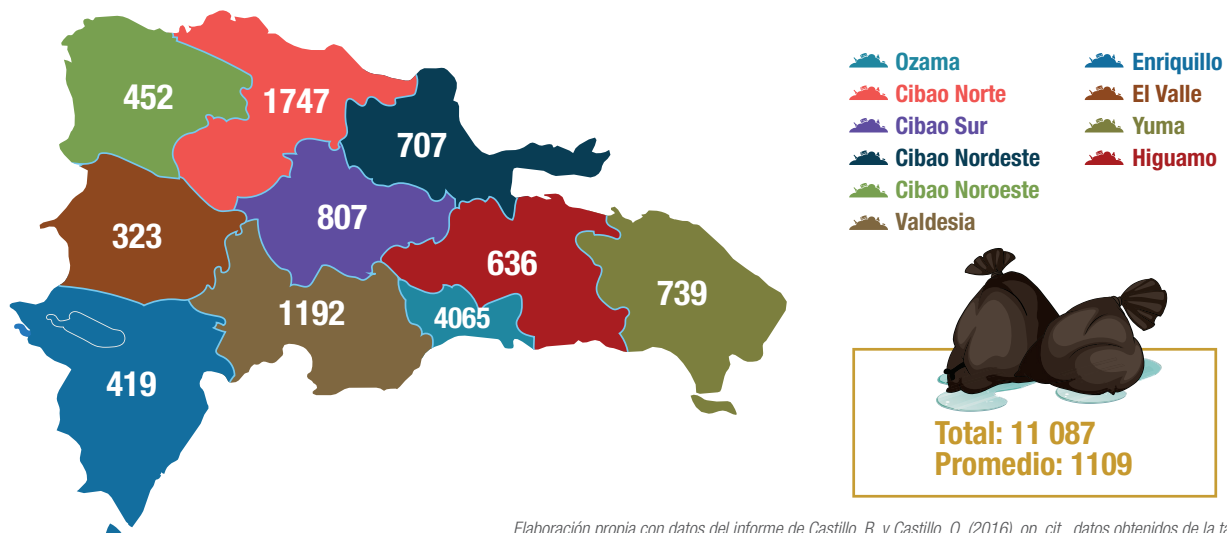 452
1747
707
323
807
636
739
1192
4065
419
Ozama
Cibao Norte
Cibao Sur
Cibao Nordeste
Cibao Noroeste
Valdesia
Enriquillo
El Valle
Yuma
Higuamo
Total: 11 087
Promedio: 1109
Elaboración propia con datos del informe de Castillo, R. y Castillo, O. (2016), op. cit., datos obtenidos de la